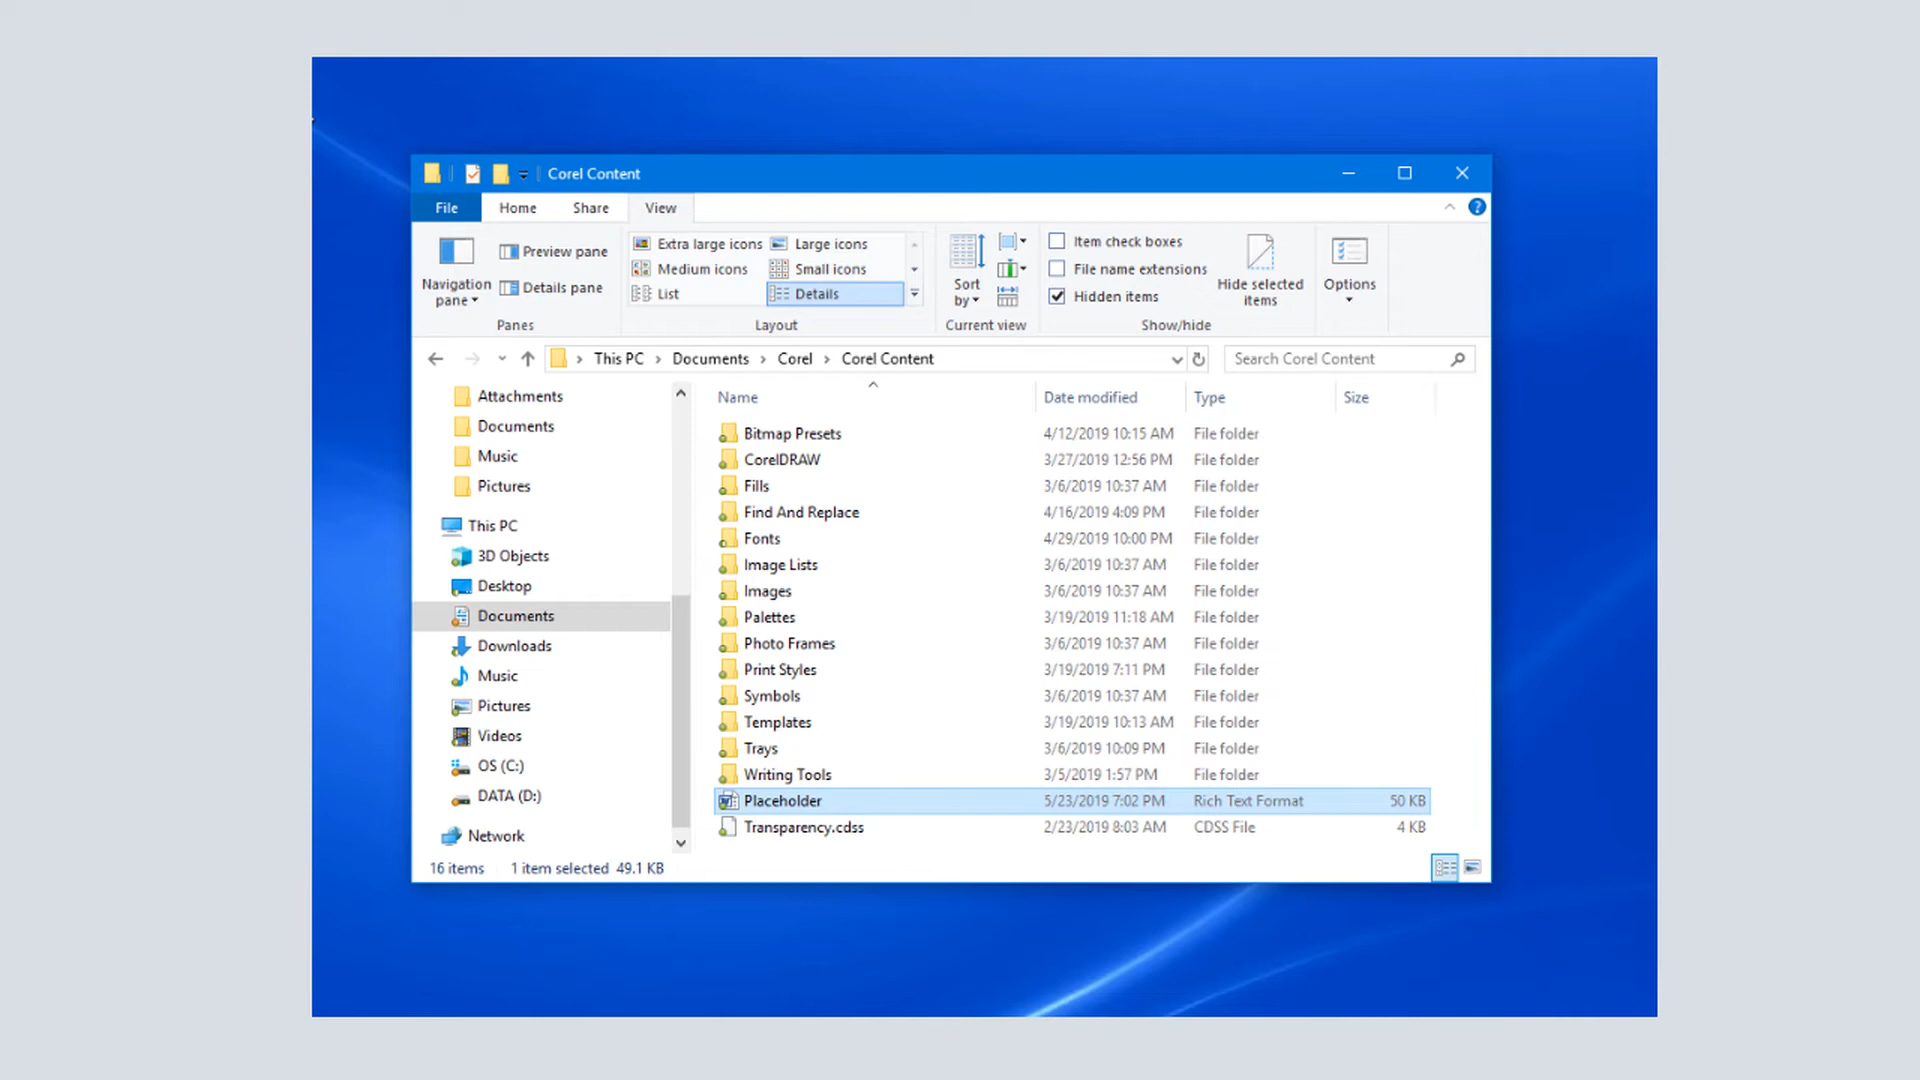 Corel Content
File Home Share View
Navigation pane
Preview pane
Details pane
Panes
Extra large icons Large icons
Medium icons Small icons
List Details
Layout
Sort by
Current view
Item check boxes
File name extensions
Hidden items
Hide selected items
Show/hide
Options
This PC Documents Corel Corel Content
Search Corel Content
Attachments
Documents
Music
Pictures
This PC
3D Objects
Desktop
Documents
Downloads
Music
Pictures
Videos
OS (C:)
DATA (D:)
Network
Name Date modified Type Size
Bitmap Presets 4/12/2019 10:15 AM File folder
CorelDRAW 3/27/2019 12:56 PM File folder
Fills 3/6/2019 10:37 AM File folder
Find And Replace 4/16/2019 4:09 PM File folder
Fonts 4/29/2019 10:00 PM File folder
Image Lists 3/6/2019 10:37 AM File folder
Images 3/6/2019 10:37 AM File folder
Palettes 3/19/2019 11:18 AM File folder
Photo Frames 3/6/2019 10:37 AM File folder
Print Styles 3/19/2019 7:11 PM File folder
Symbols 3/6/2019 10:37 AM File folder
Templates 3/19/2019 10:13 AM File folder
Trays 3/6/2019 10:09 PM File folder
Writing Tools 3/5/2019 1:57 PM File folder
Placeholder 5/23/2019 7:02 PM Rich Text Format 50 KB
Transparency.cdss 2/23/2019 8:03 AM CDSS File 4 KB
16 items 1 item selected 49.1 KB